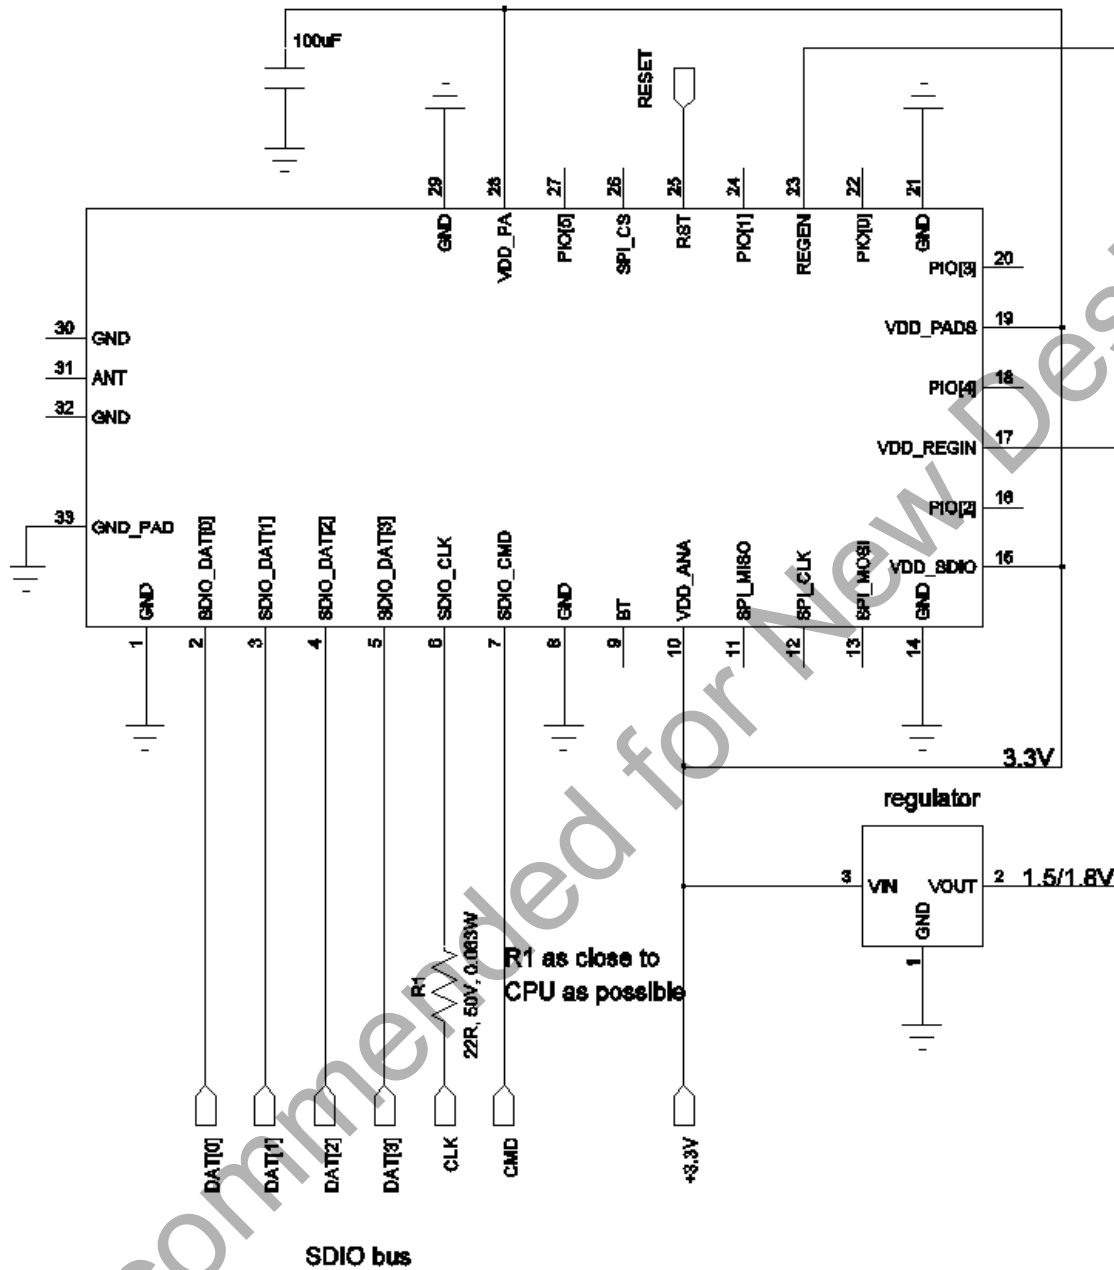 100uF
RESET
29
28
27
26
25
24
23
22
21
GND
VDD_PA
PIO[5]
SPI_CS
RST
PIO[1]
REGEN
PIO[0]
GND
PIO[3] 20
VDD_PADS 19
30 GND
31 ANT
PIO[4] 18
32 GND
VDD_REGIN 17
PIO[2] 16
33 GND_PAD
VDD_SDIO 15
GND
SDIO_DAT[0]
SDIO_DAT[1]
SDIO_DAT[2]
SDIO_DAT[3]
SDIO_CLK
SDIO_CMD
GND
BT
VDD_ANA
SPI_MISO
SPI_CLK
SPI_MOSI
GND
1
2
3
4
5
6
7
8
9
10
11
12
13
14
3.3V
regulator
3 VIN VOUT 2 1.5/1.8V
GND
1
R1
22R, 50V, 0.063W
R1 as close to
CPU as possible
DAT[0]
DAT[1]
DAT[2]
DAT[3]
CLK
CMD
+3.3V
SDIO bus
commended for New Des